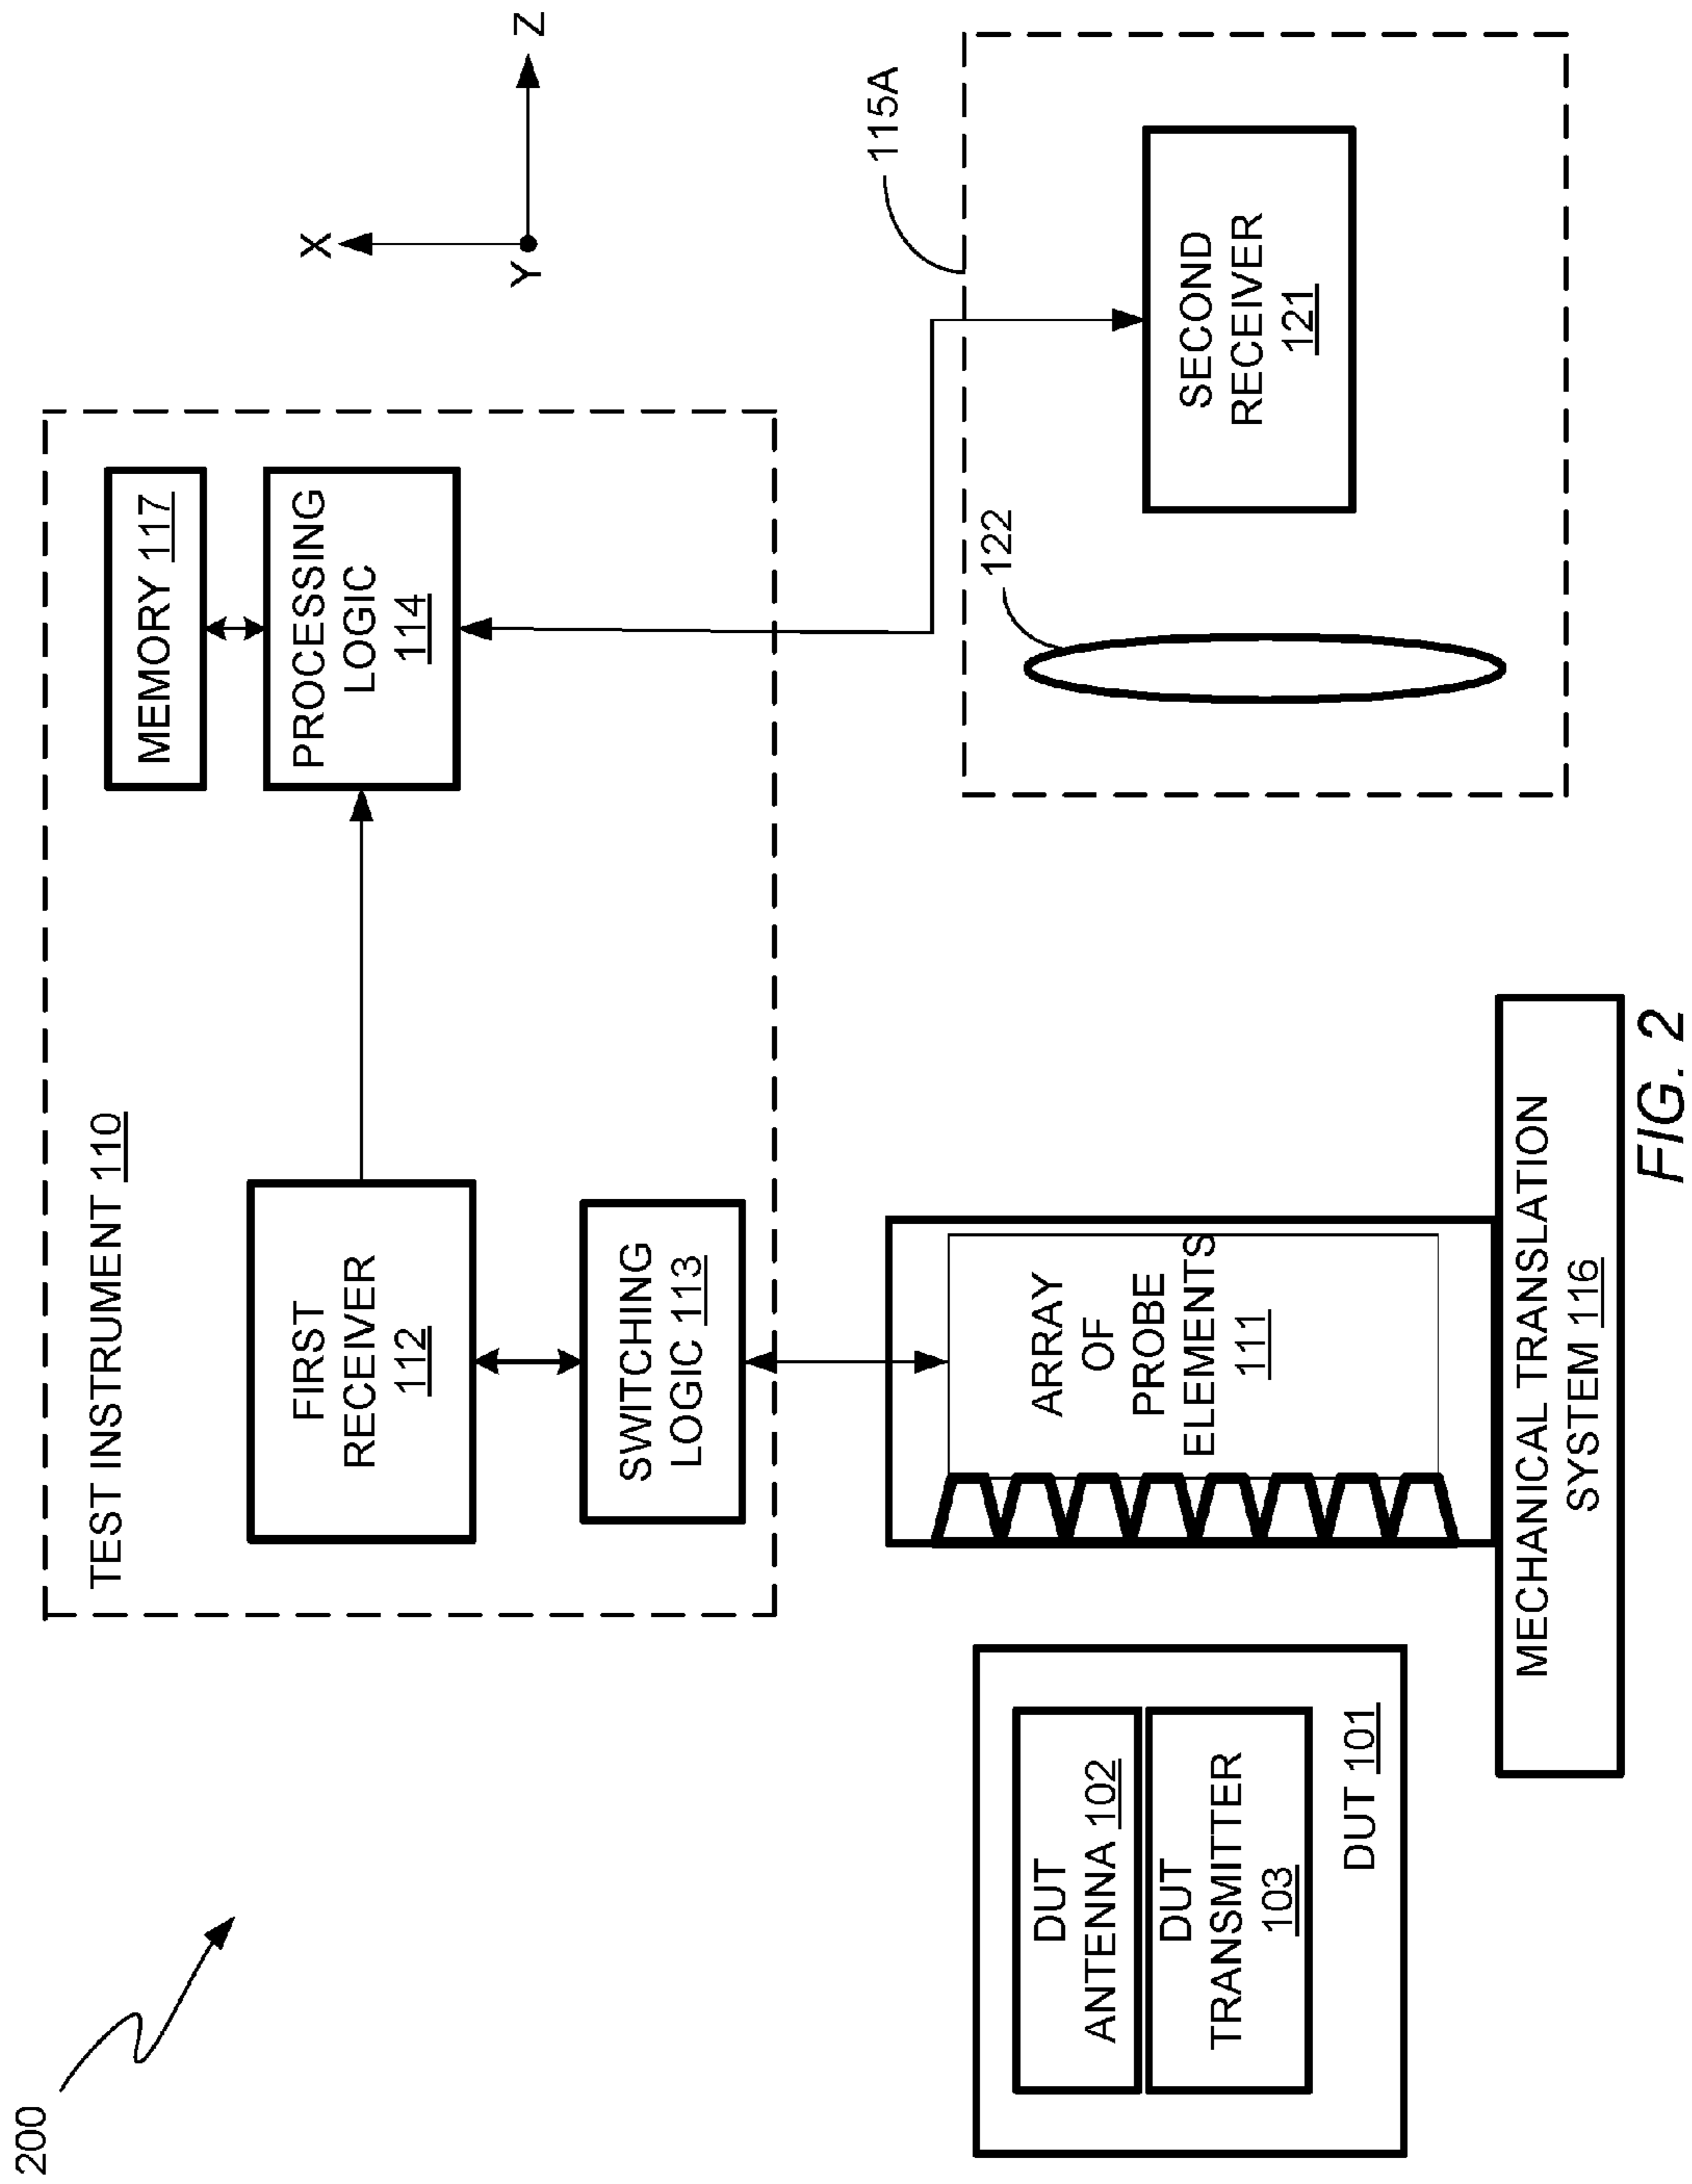 200
TEST INSTRUMENT 110
FIRST
RECEIVER
112
MEMORY 117
PROCESSING
LOGIC
114
SWITCHING
LOGIC 113
X
Y
Z
115A
DUT
ANTENNA 102
DUT
TRANSMITTER
103
DUT 101
ARRAY
OF
PROBE
ELEMENTS
111
122
SECOND
RECEIVER
121
MECHANICAL TRANSLATION
SYSTEM 116
FIG. 2